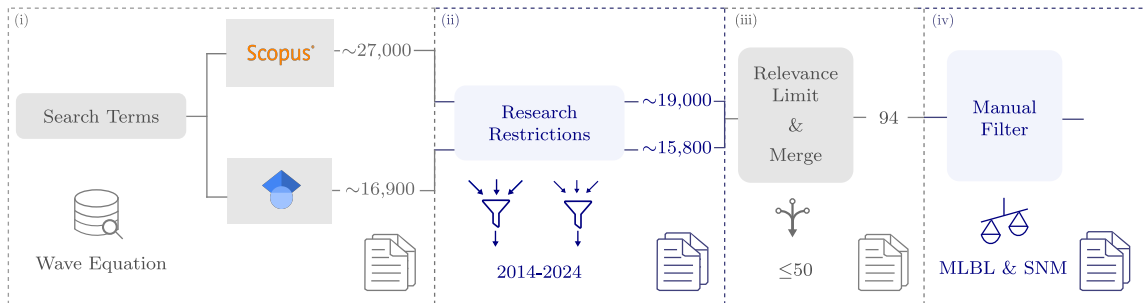 (i)
Search Terms
Scopus®
~27,000
~16,900
Wave Equation
(ii)
Research
Restrictions
~19,000
~15,800
2014-2024
(iii)
Relevance
Limit
&
Merge
94
≤50
(iv)
Manual
Filter
MLBL & SNM